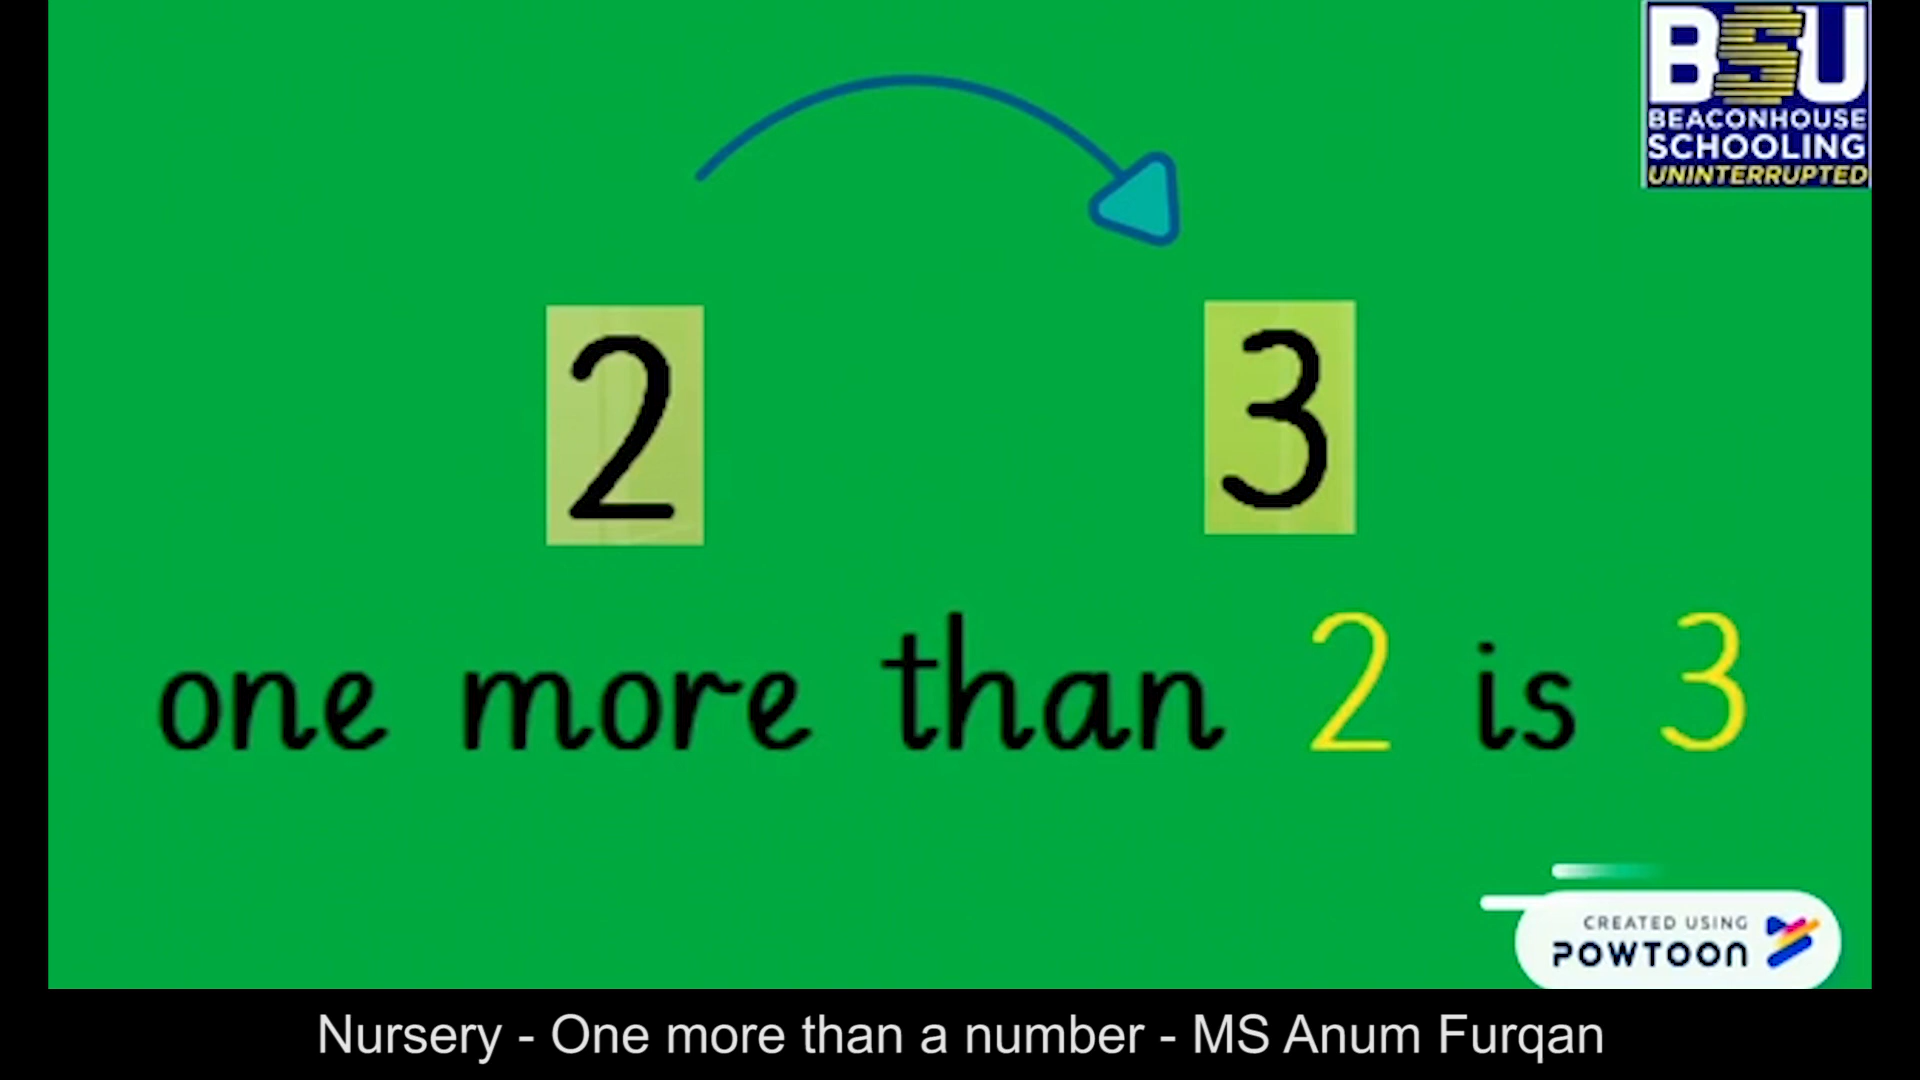 BSU
BEACONHOUSE
SCHOOLING
UNINTERRUPTED
2 3
one more than 2 is 3
CREATED USING
POWTOON
Nursery - One more than a number - MS Anum Furqan